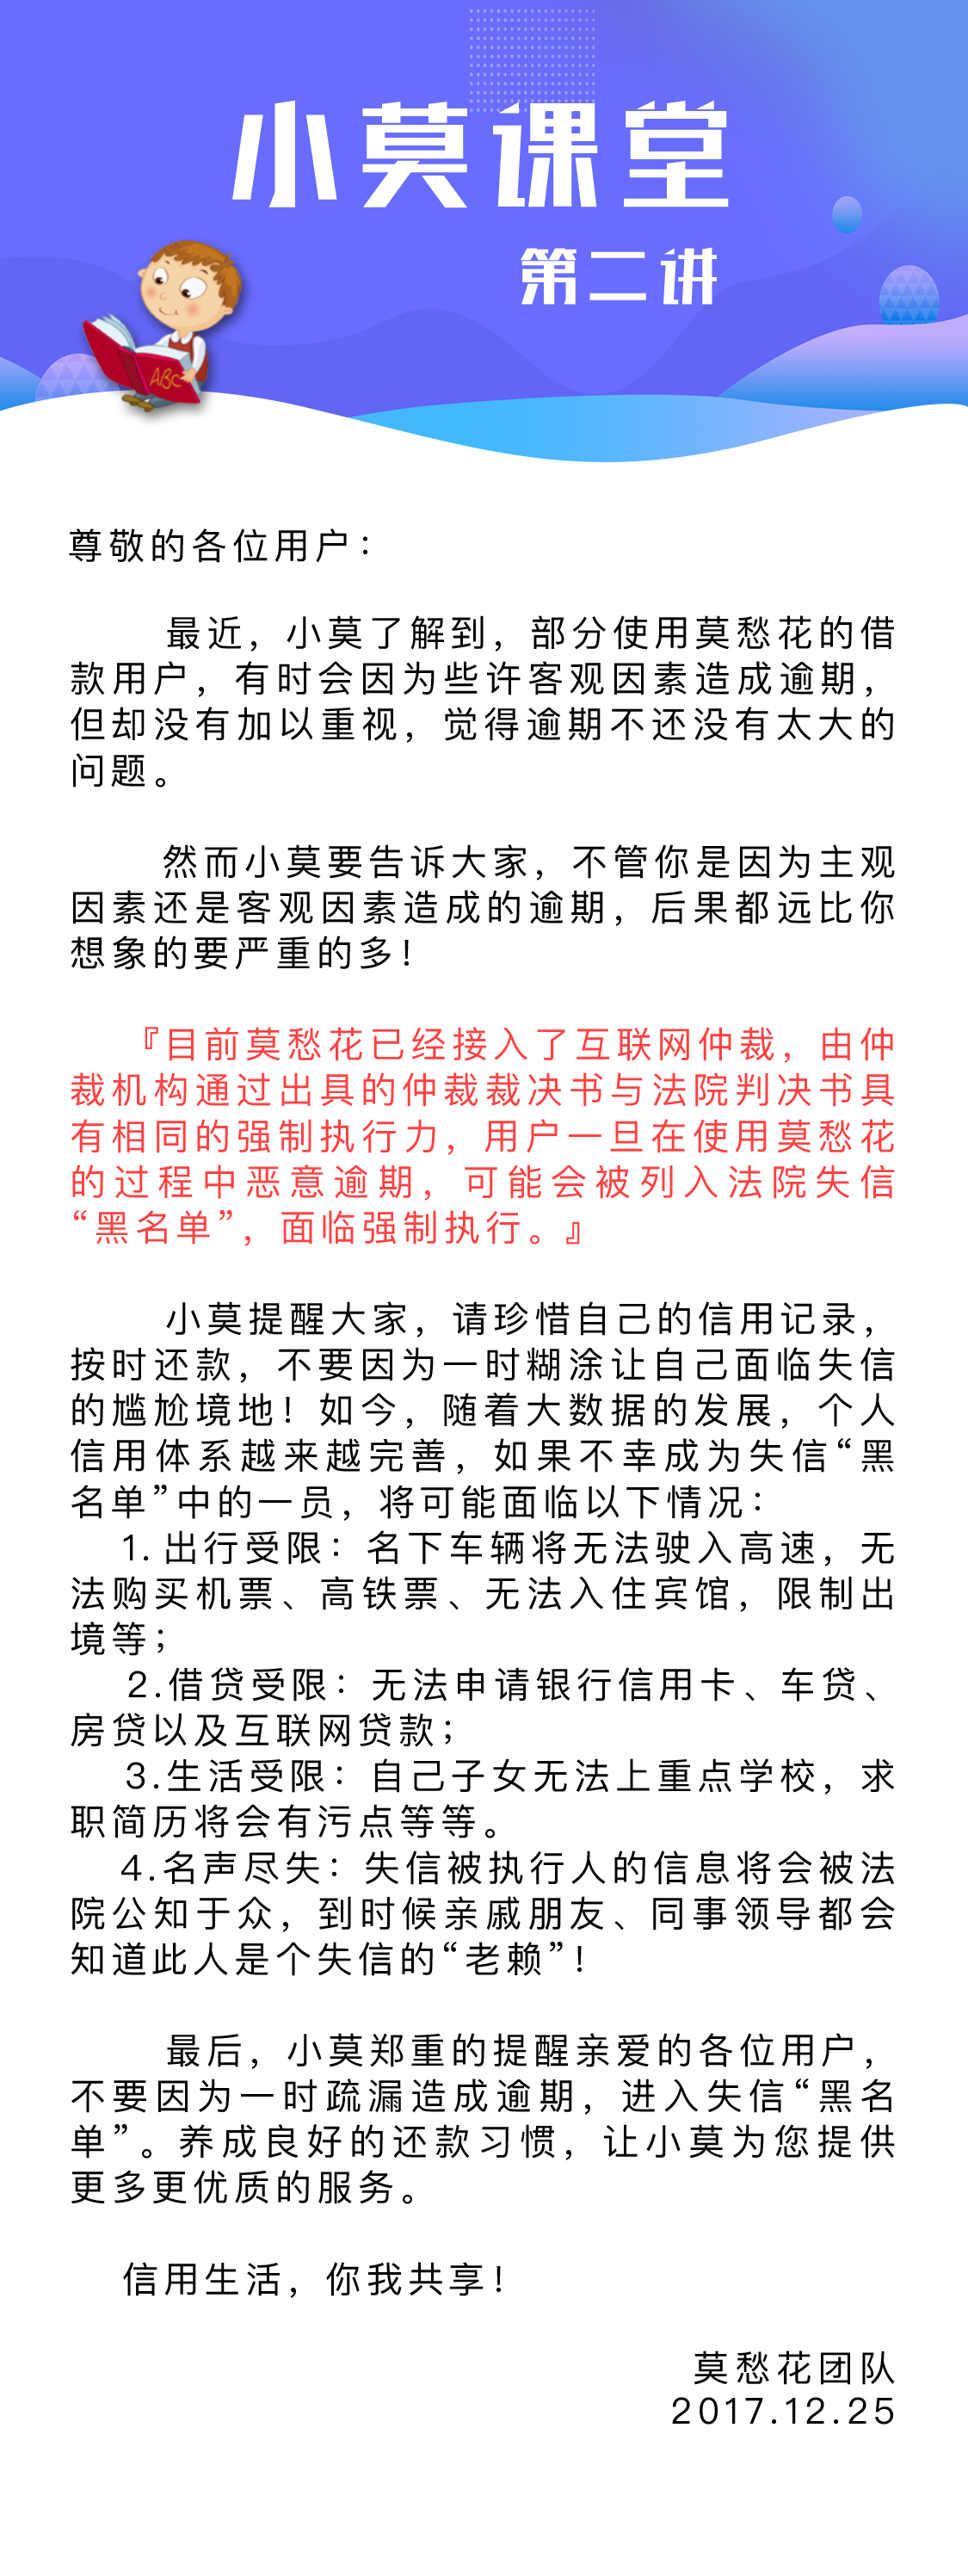 小莫课堂
第二讲
ABC
尊敬的各位用户：
最近，小莫了解到，部分使用莫愁花的借
款用户，有时会因为些许客观因素造成逾期，
但却没有加以重视，觉得逾期不还没有太大的
问题。
然而小莫要告诉大家，不管你是因为主观
因素还是客观因素造成的逾期，后果都远比你
想象的要严重的多！
『目前莫愁花已经接入了互联网仲裁，由仲
裁机构通过出具的仲裁裁决书与法院判决书具
有相同的强制执行力，用户一旦在使用莫愁花
的过程中恶意逾期，可能会被列入法院失信
“黑名单”，面临强制执行。』
小莫提醒大家，请珍惜自己的信用记录，
按时还款，不要因为一时糊涂让自己面临失信
的尴尬境地！如今，随着大数据的发展，个人
信用体系越来越完善，如果不幸成为失信“黑
名单”中的一员，将可能面临以下情况：
1. 出行受限：名下车辆将无法驶入高速，无
法购买机票、高铁票、无法入住宾馆，限制出
境等；
2.借贷受限：无法申请银行信用卡、车贷、
房贷以及互联网贷款；
3.生活受限：自己子女无法上重点学校，求
职简历将会有污点等等。
4.名声尽失：失信被执行人的信息将会被法
院公知于众，到时候亲戚朋友、同事领导都会
知道此人是个失信的“老赖”！
最后，小莫郑重的提醒亲爱的各位用户，
不要因为一时疏漏造成逾期，进入失信“黑名
单”。养成良好的还款习惯，让小莫为您提供
更多更优质的服务。
信用生活，你我共享！
莫愁花团队
2017.12.25